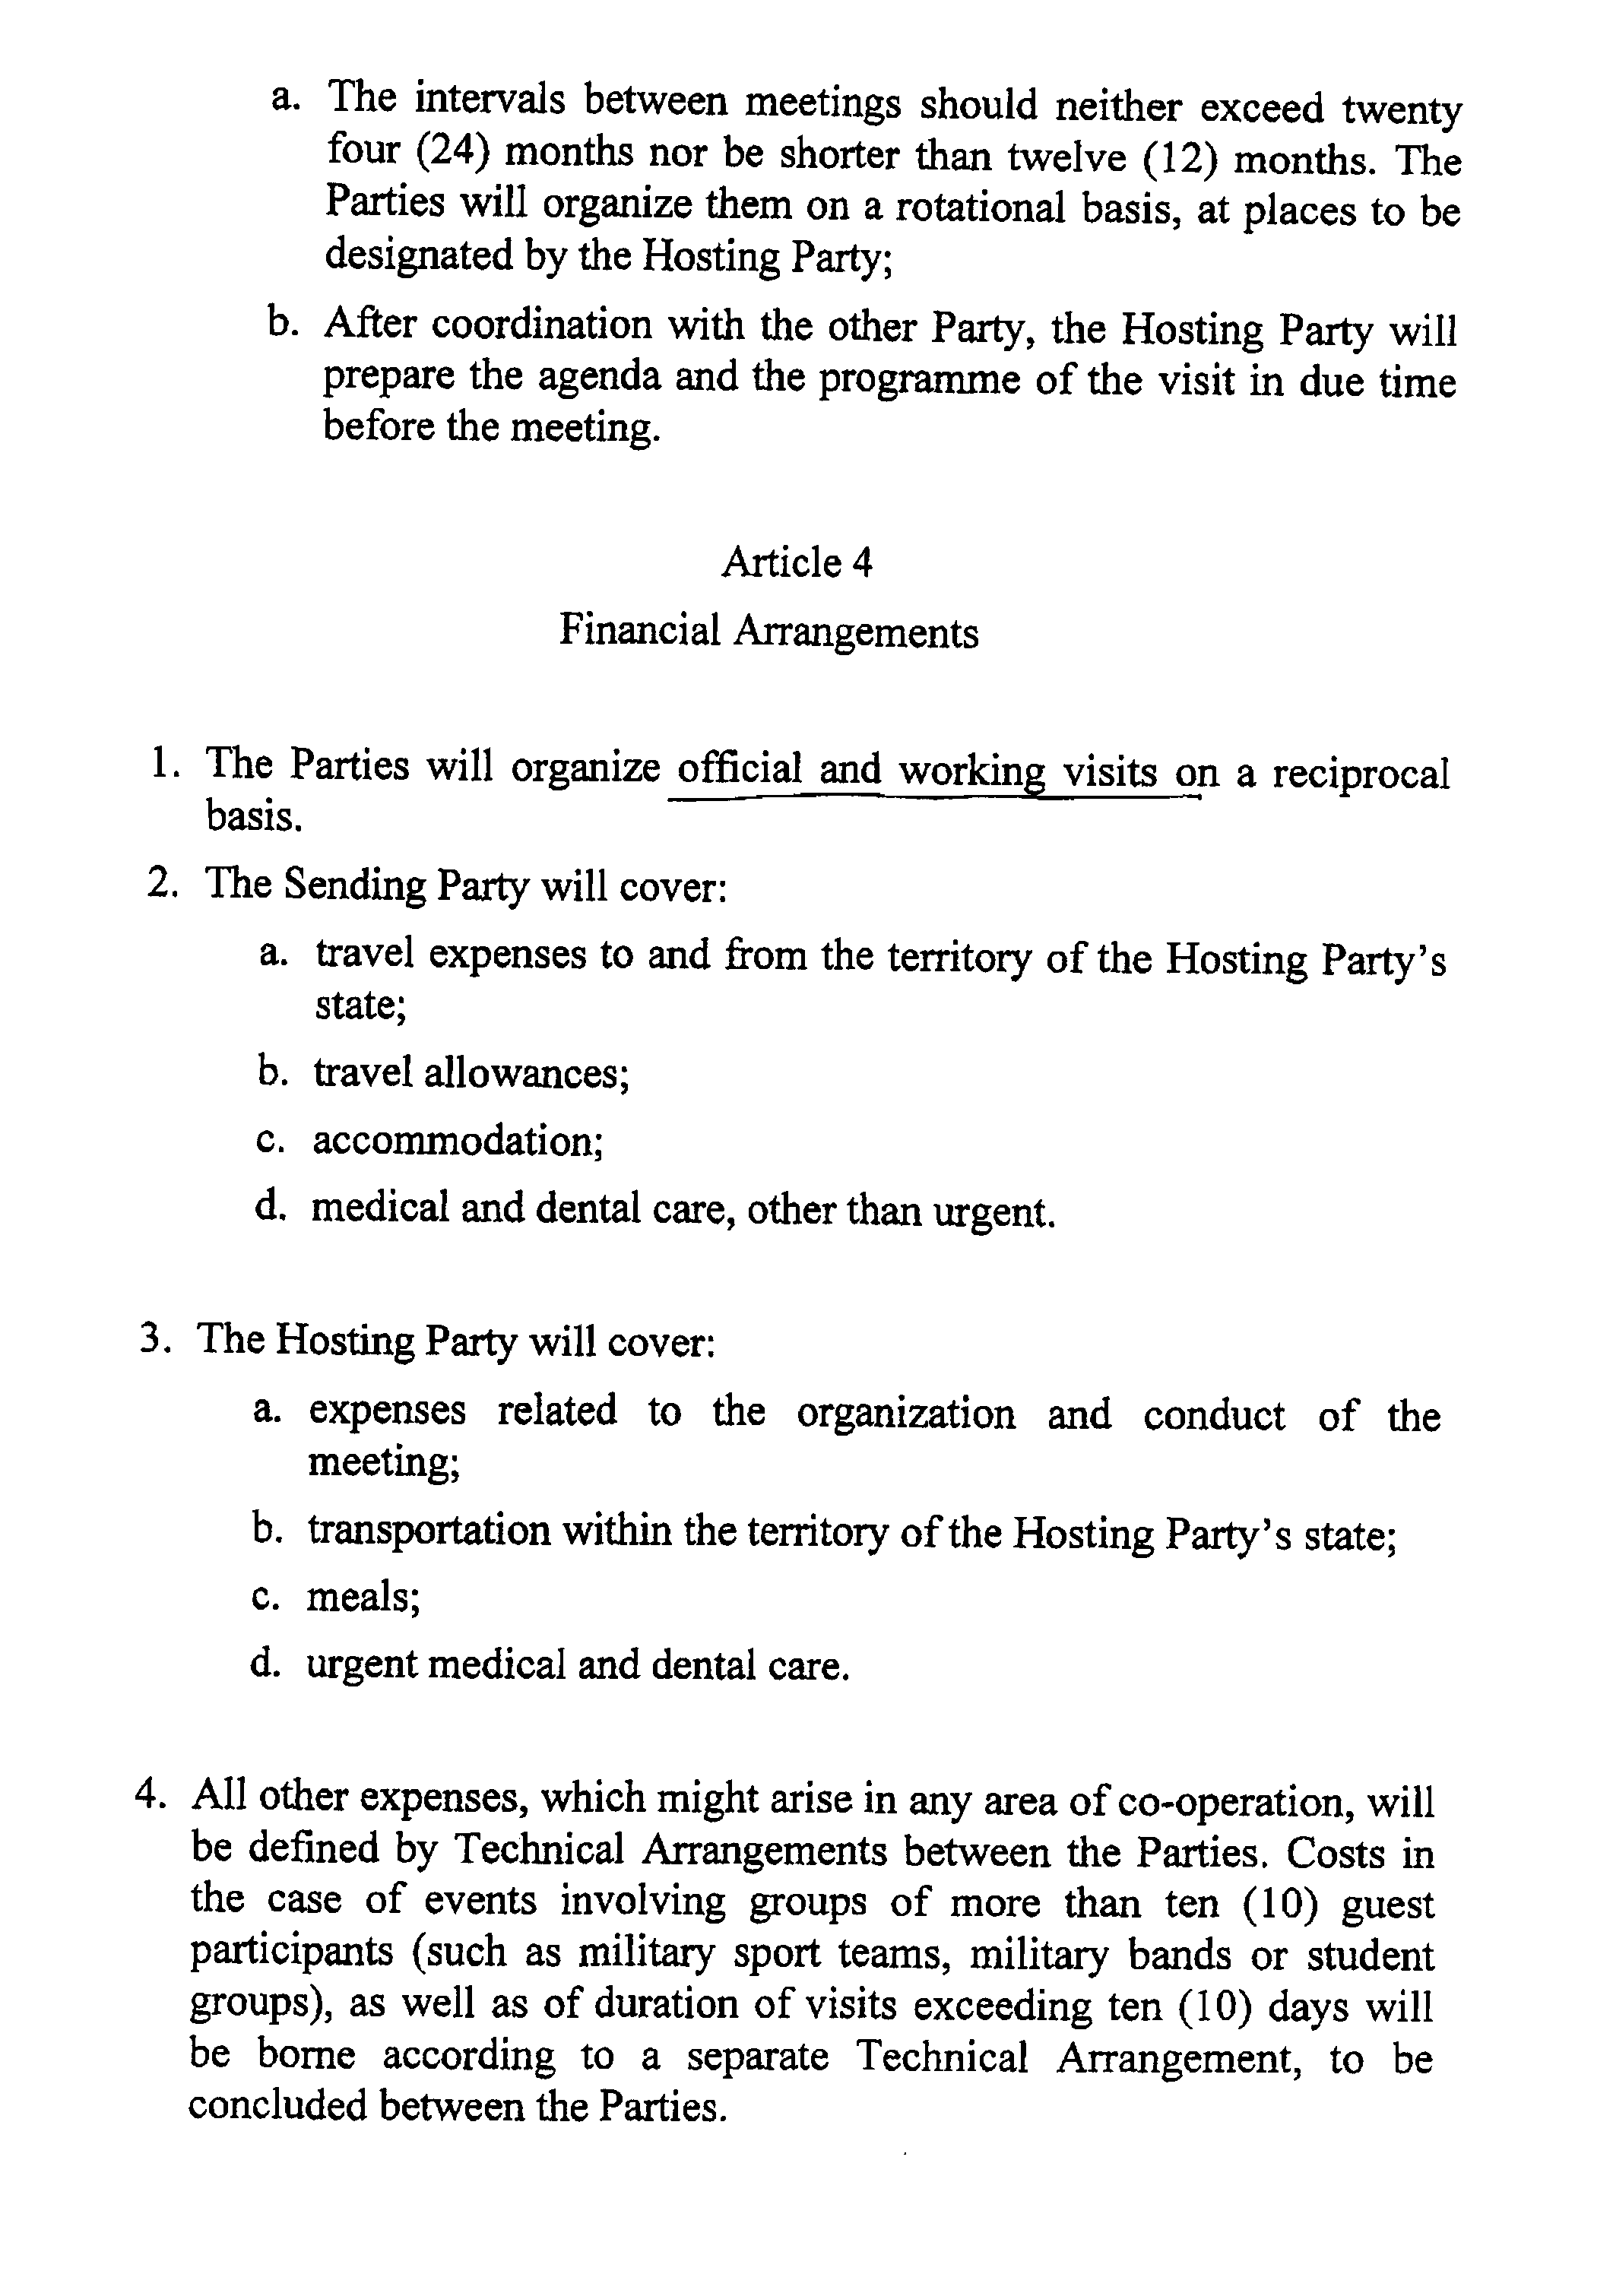 a. The intervals between meetings should neither exceed twenty
four (24) months nor be shorter than twelve (12) months. The
Parties will organize them on a rotational basis, at places to be
designated by the Hosting Party;
b. After coordination with the other Party, the Hosting Party will
prepare the agenda and the programme of the visit in due time
before the meeting.
Article 4
Financial Arrangements
1. The Parties will organize official and working visits on a reciprocal
basis.
2. The Sending Party will cover:
a. travel expenses to and from the territory of the Hosting Party's
state;
b. travel allowances;
c. accommodation;
d. medical and dental care, other than urgent.
3. The Hosting Party will cover:
a. expenses related to the organization and conduct of the
meeting;
b. transportation within the territory of the Hosting Party's state;
c. meals;
d. urgent medical and dental care.
4. All other expenses, which might arise in any area of co-operation, will
be defined by Technical Arrangements between the Parties. Costs in
the case of events involving groups of more than ten (10) guest
participants (such as military sport teams, military bands or student
groups), as well as of duration of visits exceeding ten (10) days will
be borne according to a separate Technical Arrangement, to be
concluded between the Parties.